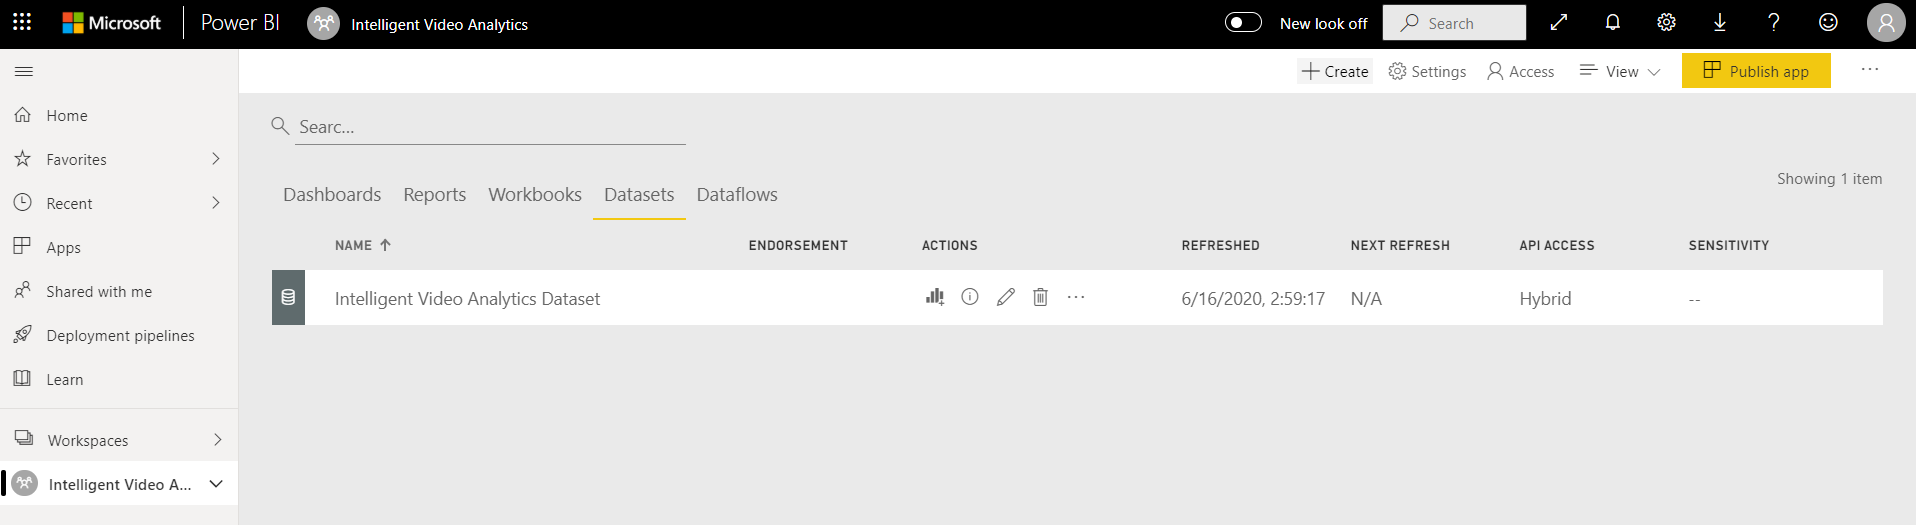 Microsoft Power BI Intelligent Video Analytics New look off Search
Create Settings Access View Publish app
Home
Favorites
Recent
Apps
Shared with me
Deployment pipelines
Learn
Workspaces
Intelligent Video A...
Searc...
Dashboards Reports Workbooks Datasets Dataflows
Showing 1 item
NAME ENDORSEMENT ACTIONS REFRESHED NEXT REFRESH API ACCESS SENSITIVITY
Intelligent Video Analytics Dataset 6/16/2020, 2:59:17 N/A Hybrid --